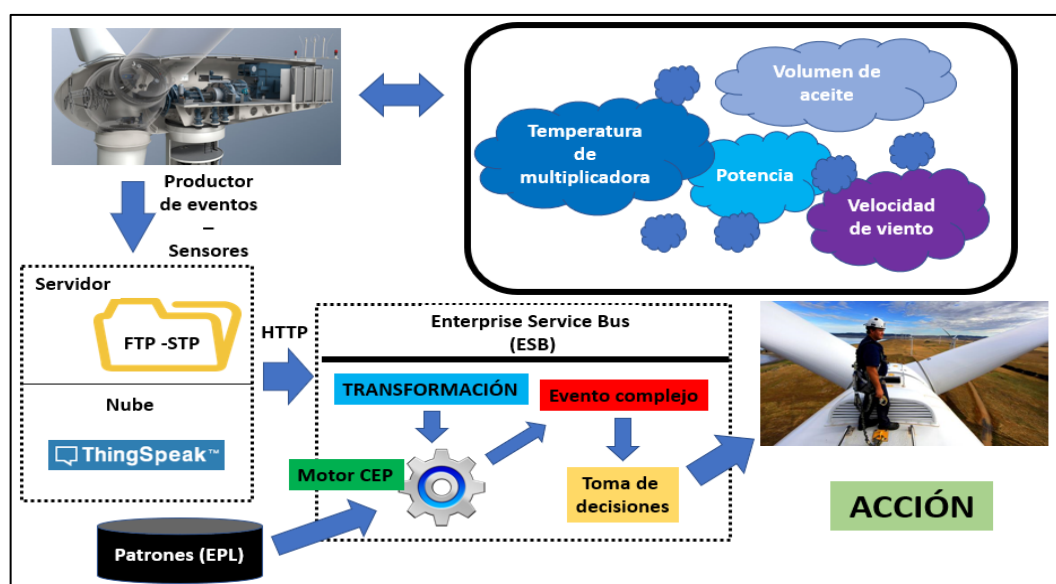 Volumen de
aceite
Temperatura
de
multiplicadora
Potencia
Velocidad
de viento
Productor
de eventos
–
Sensores
Servidor
FTP -STP
HTTP
Nube
ThingSpeak™
Enterprise Service Bus
(ESB)
TRANSFORMACIÓN
Evento complejo
Motor CEP
Toma de
decisiones
ACCIÓN
Patrones (EPL)